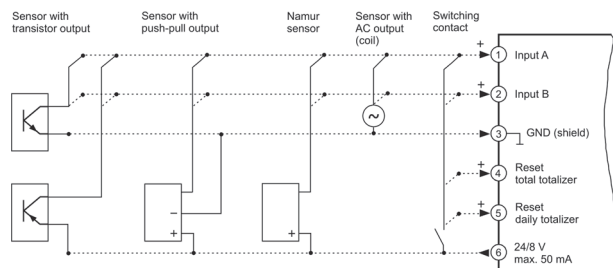 Sensor with
transistor output
Sensor with
push-pull output
Namur
sensor
Sensor with
AC output
(coil)
Switching
contact
+
1 Input A
+
2 Input B
3 GND (shield)
+
4 Reset
total totalizer
+
5 Reset
daily totalizer
6 24/8 V
max. 50 mA
~
−
+
+